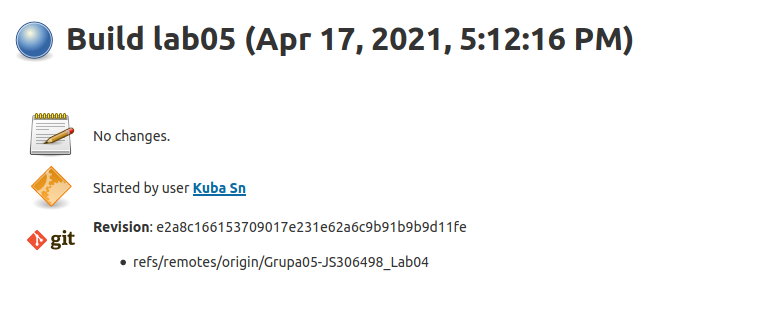 Build lab05 (Apr 17, 2021, 5:12:16 PM)
No changes.
Started by user Kuba Sn
git Revision: e2a8c166153709017e231e62a6c9b91b9b9d11fe
refs/remotes/origin/Grupa05-JS306498_Lab04